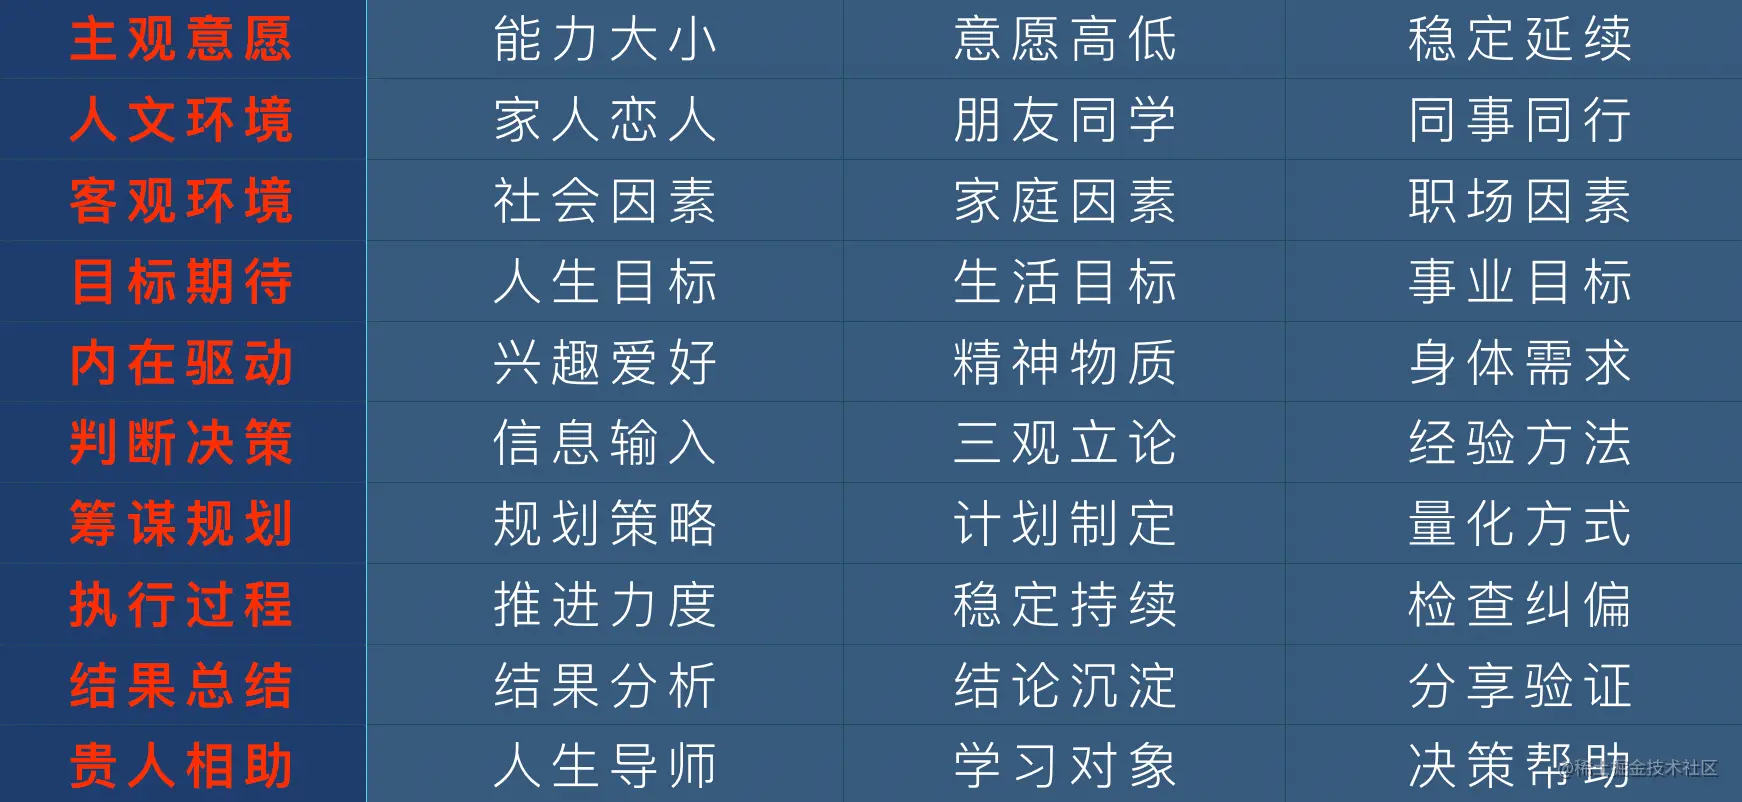 主观意愿 能力大小 意愿高低 稳定延续
人文环境 家人恋人 朋友同学 同事同行
客观环境 社会因素 家庭因素 职场因素
目标期待 人生目标 生活目标 事业目标
内在驱动 兴趣爱好 精神物质 身体需求
判断决策 信息输入 三观立论 经验方法
筹谋规划 规划策略 计划制定 量化方式
执行过程 推进力度 稳定持续 检查纠偏
结果总结 结果分析 结论沉淀 分享验证
贵人相助 人生导师 学习对象 决策帮助
@稀土掘金技术社区